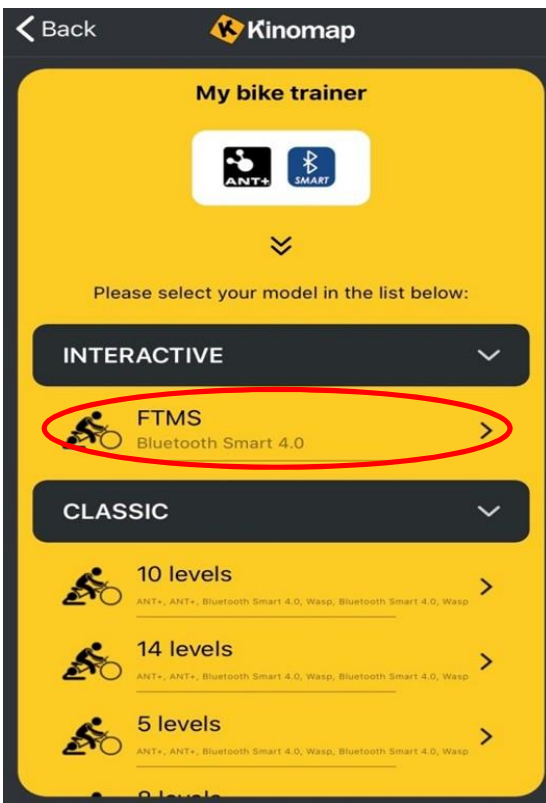 Back
Kinomap
My bike trainer
ANT+ SMART
Please select your model in the list below:
INTERACTIVE
FTMS
Bluetooth Smart 4.0
CLASSIC
10 levels
ANT+, ANT+, Bluetooth Smart 4.0, Wasp, Bluetooth Smart 4.0, Wasp
14 levels
ANT+, ANT+, Bluetooth Smart 4.0, Wasp, Bluetooth Smart 4.0, Wasp
5 levels
ANT+, ANT+, Bluetooth Smart 4.0, Wasp, Bluetooth Smart 4.0, Wasp
levels